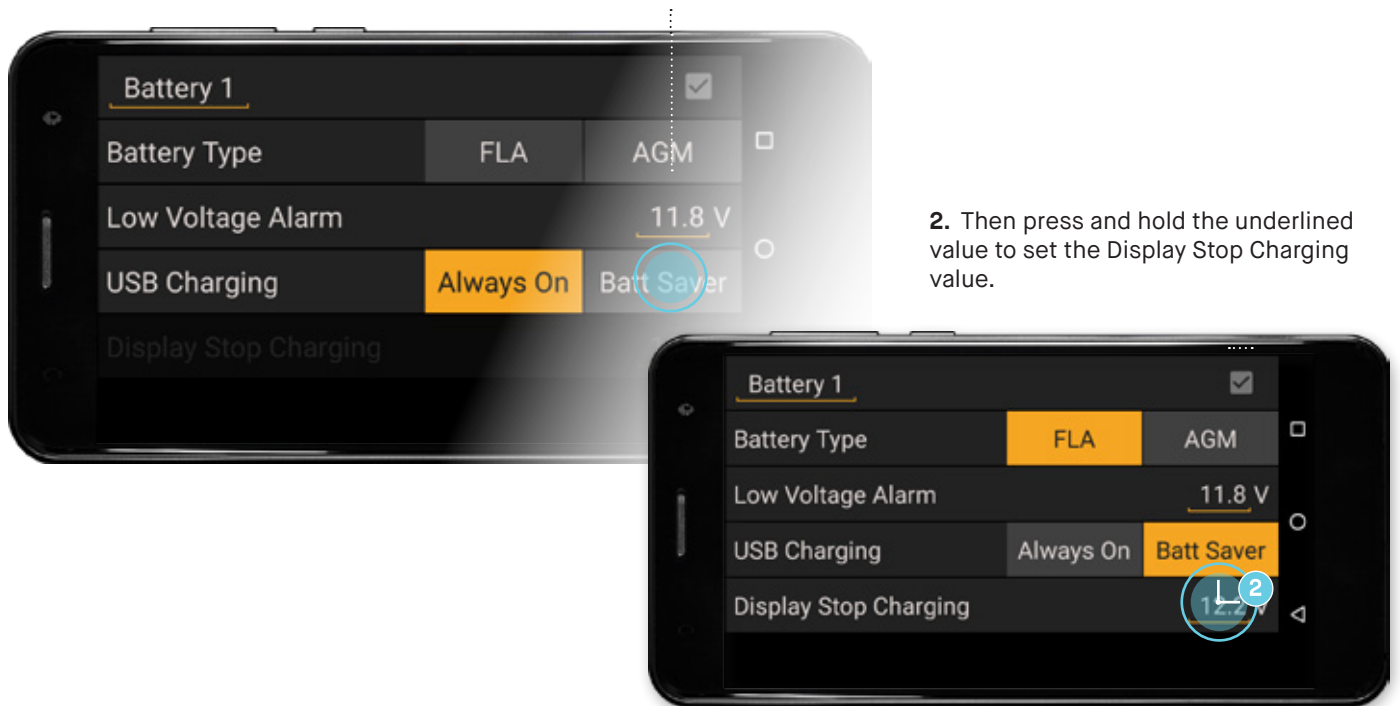 Battery 1
Battery Type FLA AGM
Low Voltage Alarm 11.8 V
USB Charging Always On Batt Saver
Display Stop Charging
2. Then press and hold the underlined
value to set the Display Stop Charging
value.
Battery 1
Battery Type FLA AGM
Low Voltage Alarm 11.8 V
USB Charging Always On Batt Saver
Display Stop Charging 12.2 V
2